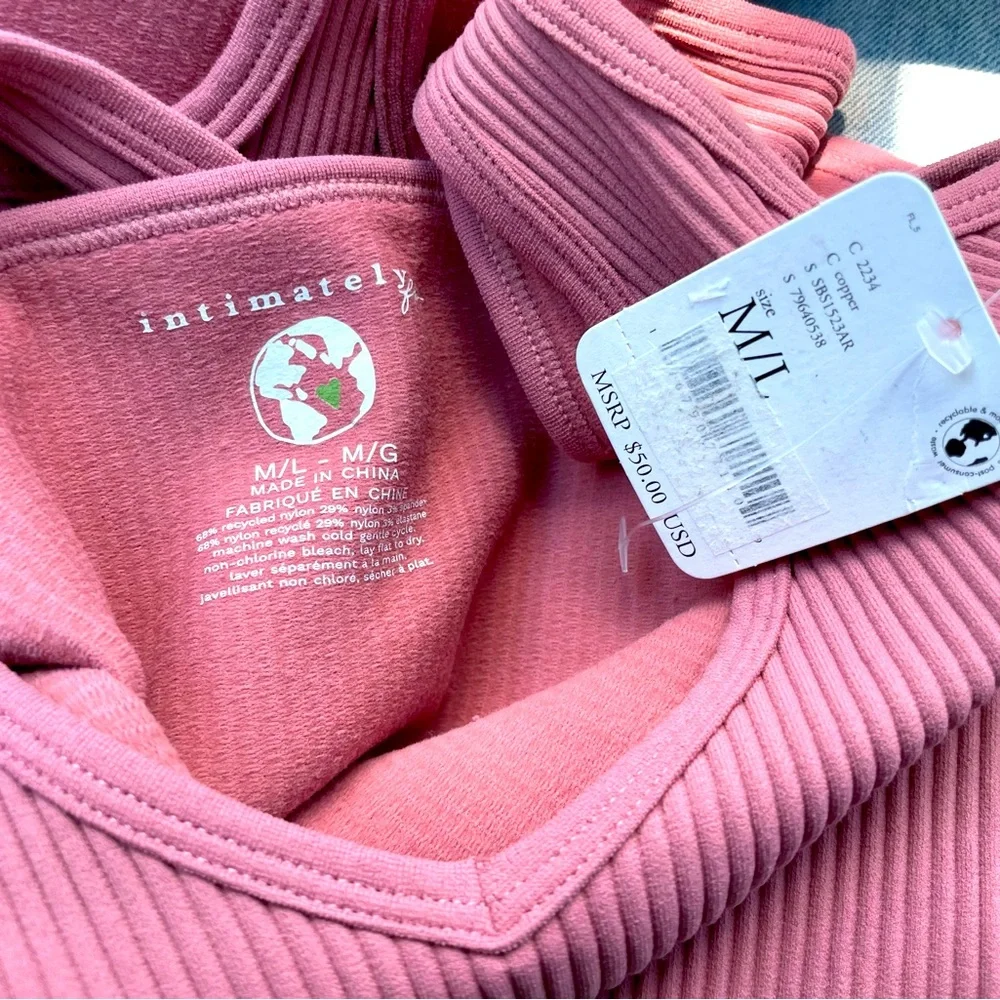 intimately
M/L - M/G
MADE IN CHINA
FABRIQUÉ EN CHINE
68% recycled nylon 29% nylon 3% spandex
68% nylon recyclé 29% nylon 3% élastane
machine wash cold gentle cycle.
non-chlorine bleach, lay flat to dry.
laver séparément à la main,
javellisant non chloré, sécher à plat.
FL_5
C 2234
C copper
S SBS1523AR
S 79640538
size
M/L
MSRP $50.00 USD
recyclable &
post-consumer